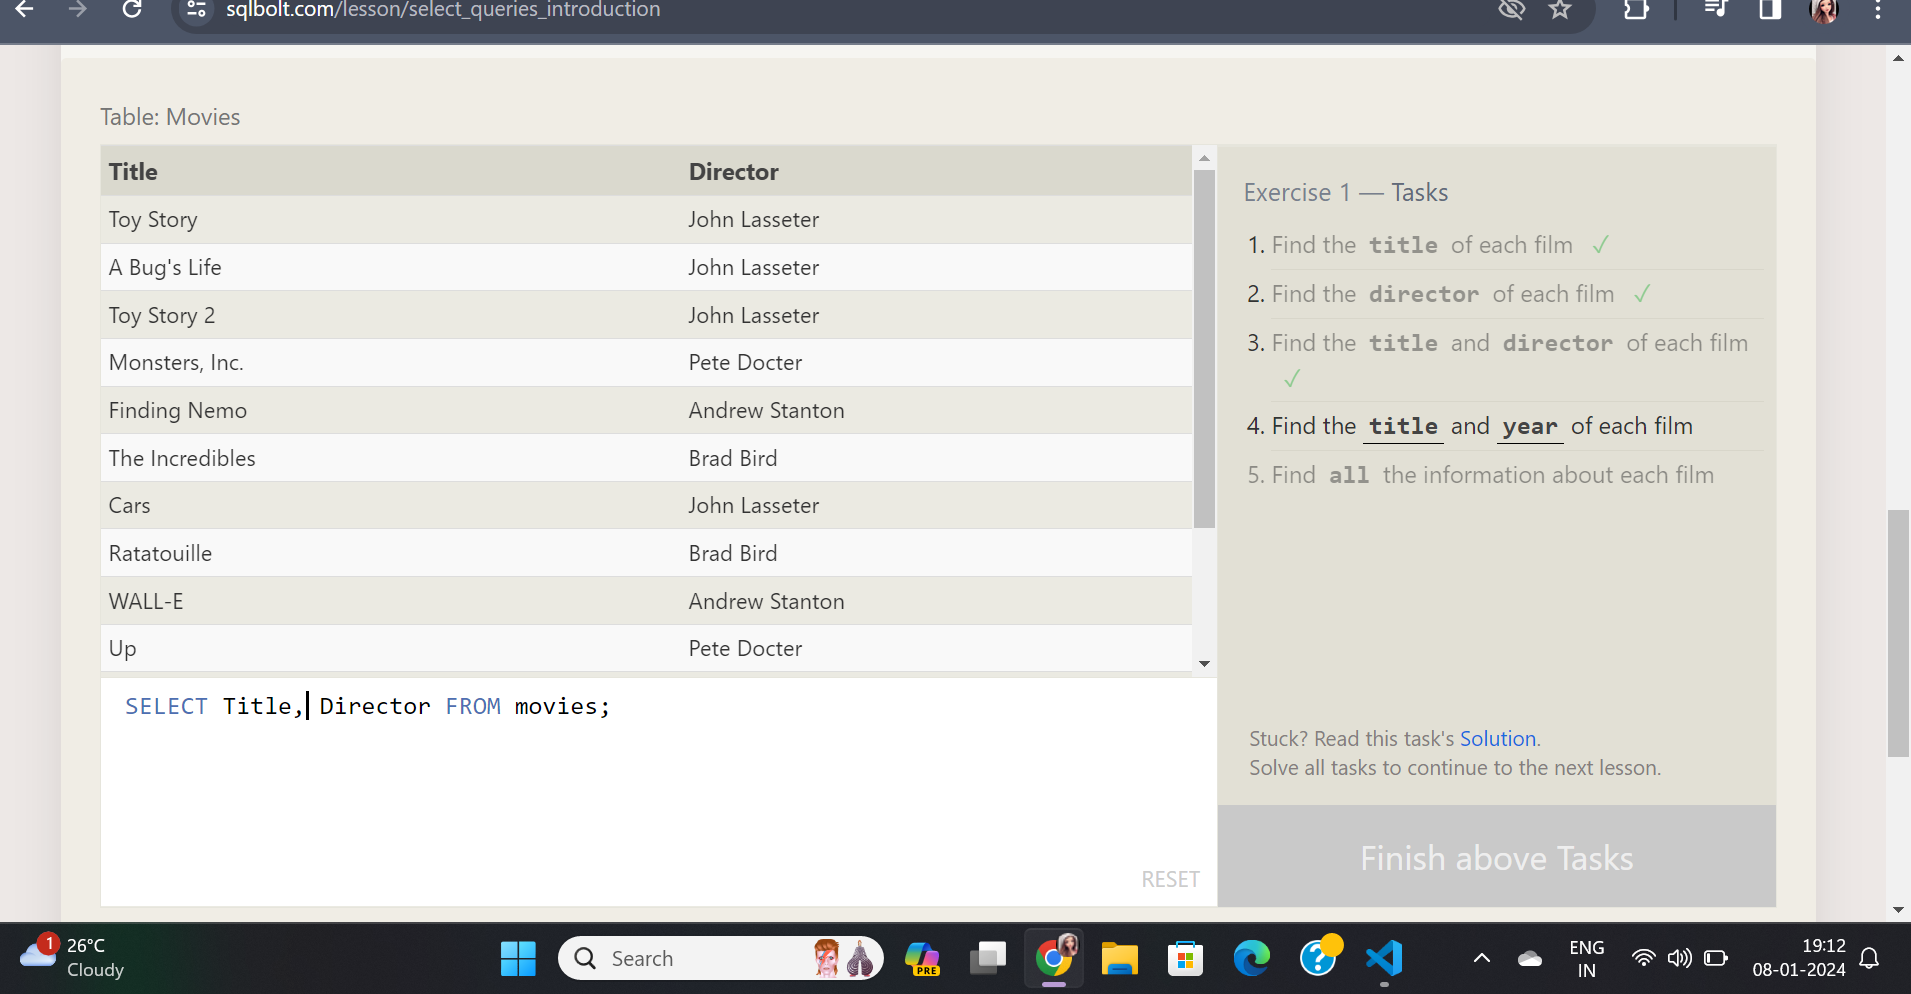 sqlbolt.com/lesson/select_queries_introduction
Table: Movies
Title Director
Toy Story John Lasseter
A Bug's Life John Lasseter
Toy Story 2 John Lasseter
Monsters, Inc. Pete Docter
Finding Nemo Andrew Stanton
The Incredibles Brad Bird
Cars John Lasseter
Ratatouille Brad Bird
WALL-E Andrew Stanton
Up Pete Docter
SELECT Title, Director FROM movies;
RESET
Exercise 1 — Tasks
1. Find the title of each film ✓
2. Find the director of each film ✓
3. Find the title and director of each film
✓
4. Find the title and year of each film
5. Find all the information about each film
Stuck? Read this task's Solution.
Solve all tasks to continue to the next lesson.
Finish above Tasks
1
26°C
Cloudy
Search
PRE
ENG
IN
19:12
08-01-2024